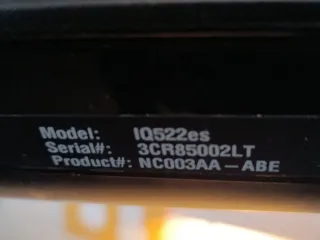 Model: IQ522es
Serial#: 3CR85002LT
Product#: NC003AA-ABE